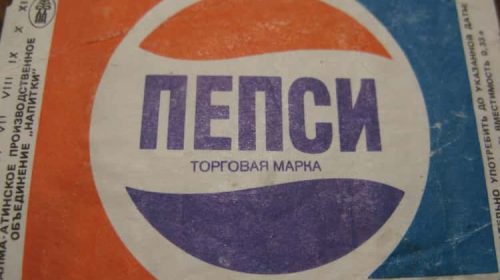 VII VIII IX X XI
АЛМА-АТИНСКОЕ ПРОИЗВОДСТВЕННОЕ
ОБЪЕДИНЕНИЕ „НАПИТКИ"
ПЕПСИ
ТОРГОВАЯ МАРКА
УПОТРЕБИТЬ ДО УКАЗАННОЙ ДАТЫ
ВМЕСТИМОСТЬ 0,33 л